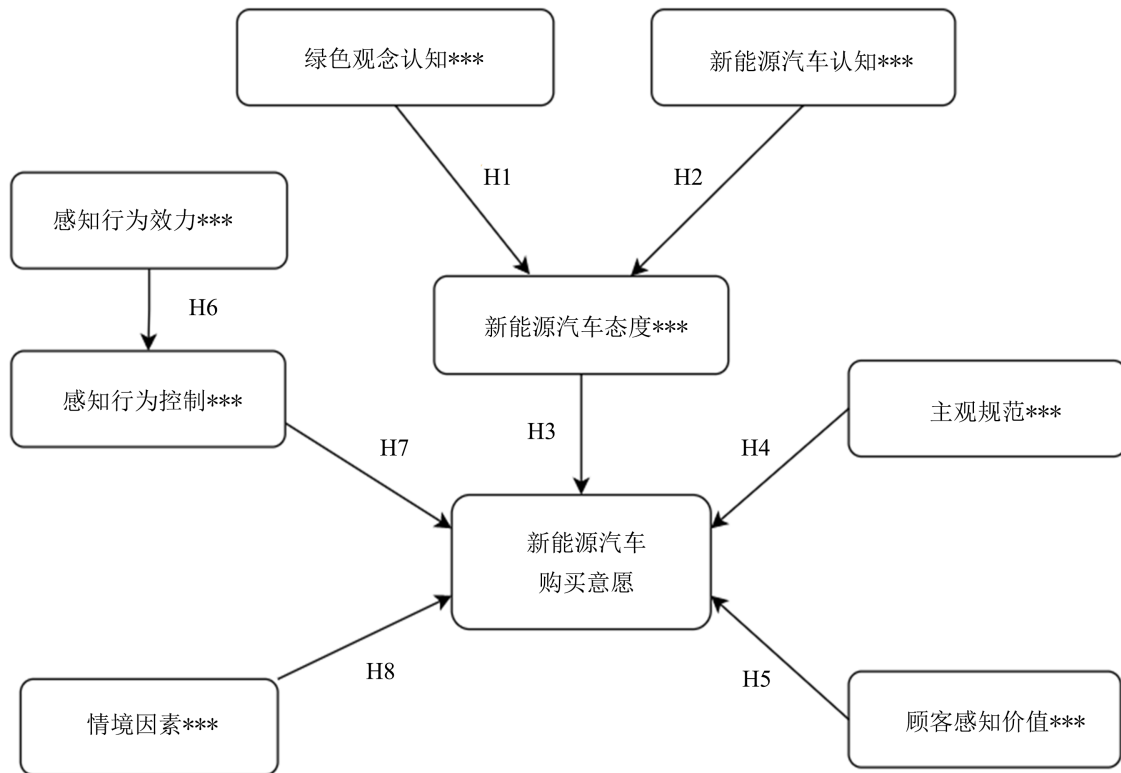 绿色观念认知***
新能源汽车认知***
H1
H2
感知行为效力***
H6
新能源汽车态度***
感知行为控制***
主观规范***
H7
H3
H4
新能源汽车
购买意愿
H8
H5
情境因素***
顾客感知价值***